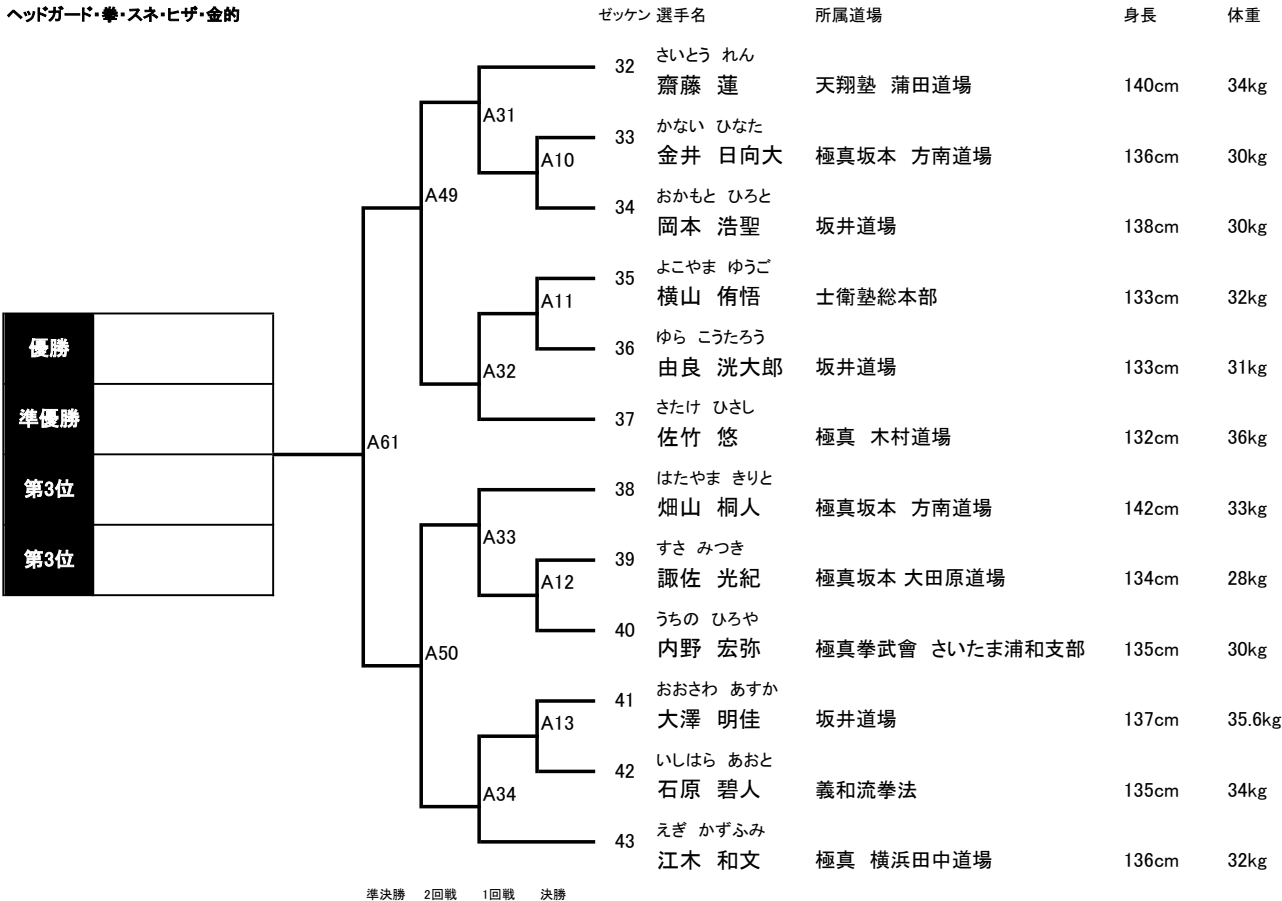 ヘッドガード・拳・スネ・ヒザ・金的
ゼッケン 選手名 所属道場 身長 体重
さいとう れん
32 齋藤 蓮 天翔塾 蒲田道場 140cm 34kg
A31
かない ひなた
33 金井 日向大 極真坂本 方南道場 136cm 30kg
A10
A49
おかもと ひろと
34 岡本 浩聖 坂井道場 138cm 30kg
よこやま ゆうご
35 横山 侑悟 士衛塾総本部 133cm 32kg
A11
優勝
ゆら こうたろう
36 由良 洸大郎 坂井道場 133cm 31kg
A32
準優勝
さたけ ひさし
37 佐竹 悠 極真 木村道場 132cm 36kg
A61
第3位
はたやま きりと
38 畑山 桐人 極真坂本 方南道場 142cm 33kg
A33
第3位
すさ みつき
39 諏佐 光紀 極真坂本 大田原道場 134cm 28kg
A12
うちの ひろや
40 内野 宏弥 極真拳武會 さいたま浦和支部 135cm 30kg
A50
おおさわ あすか
41 大澤 明佳 坂井道場 137cm 35.6kg
A13
いしはら あおと
42 石原 碧人 義和流拳法 135cm 34kg
A34
えぎ かずふみ
43 江木 和文 極真 横浜田中道場 136cm 32kg
準決勝 2回戦 1回戦 決勝